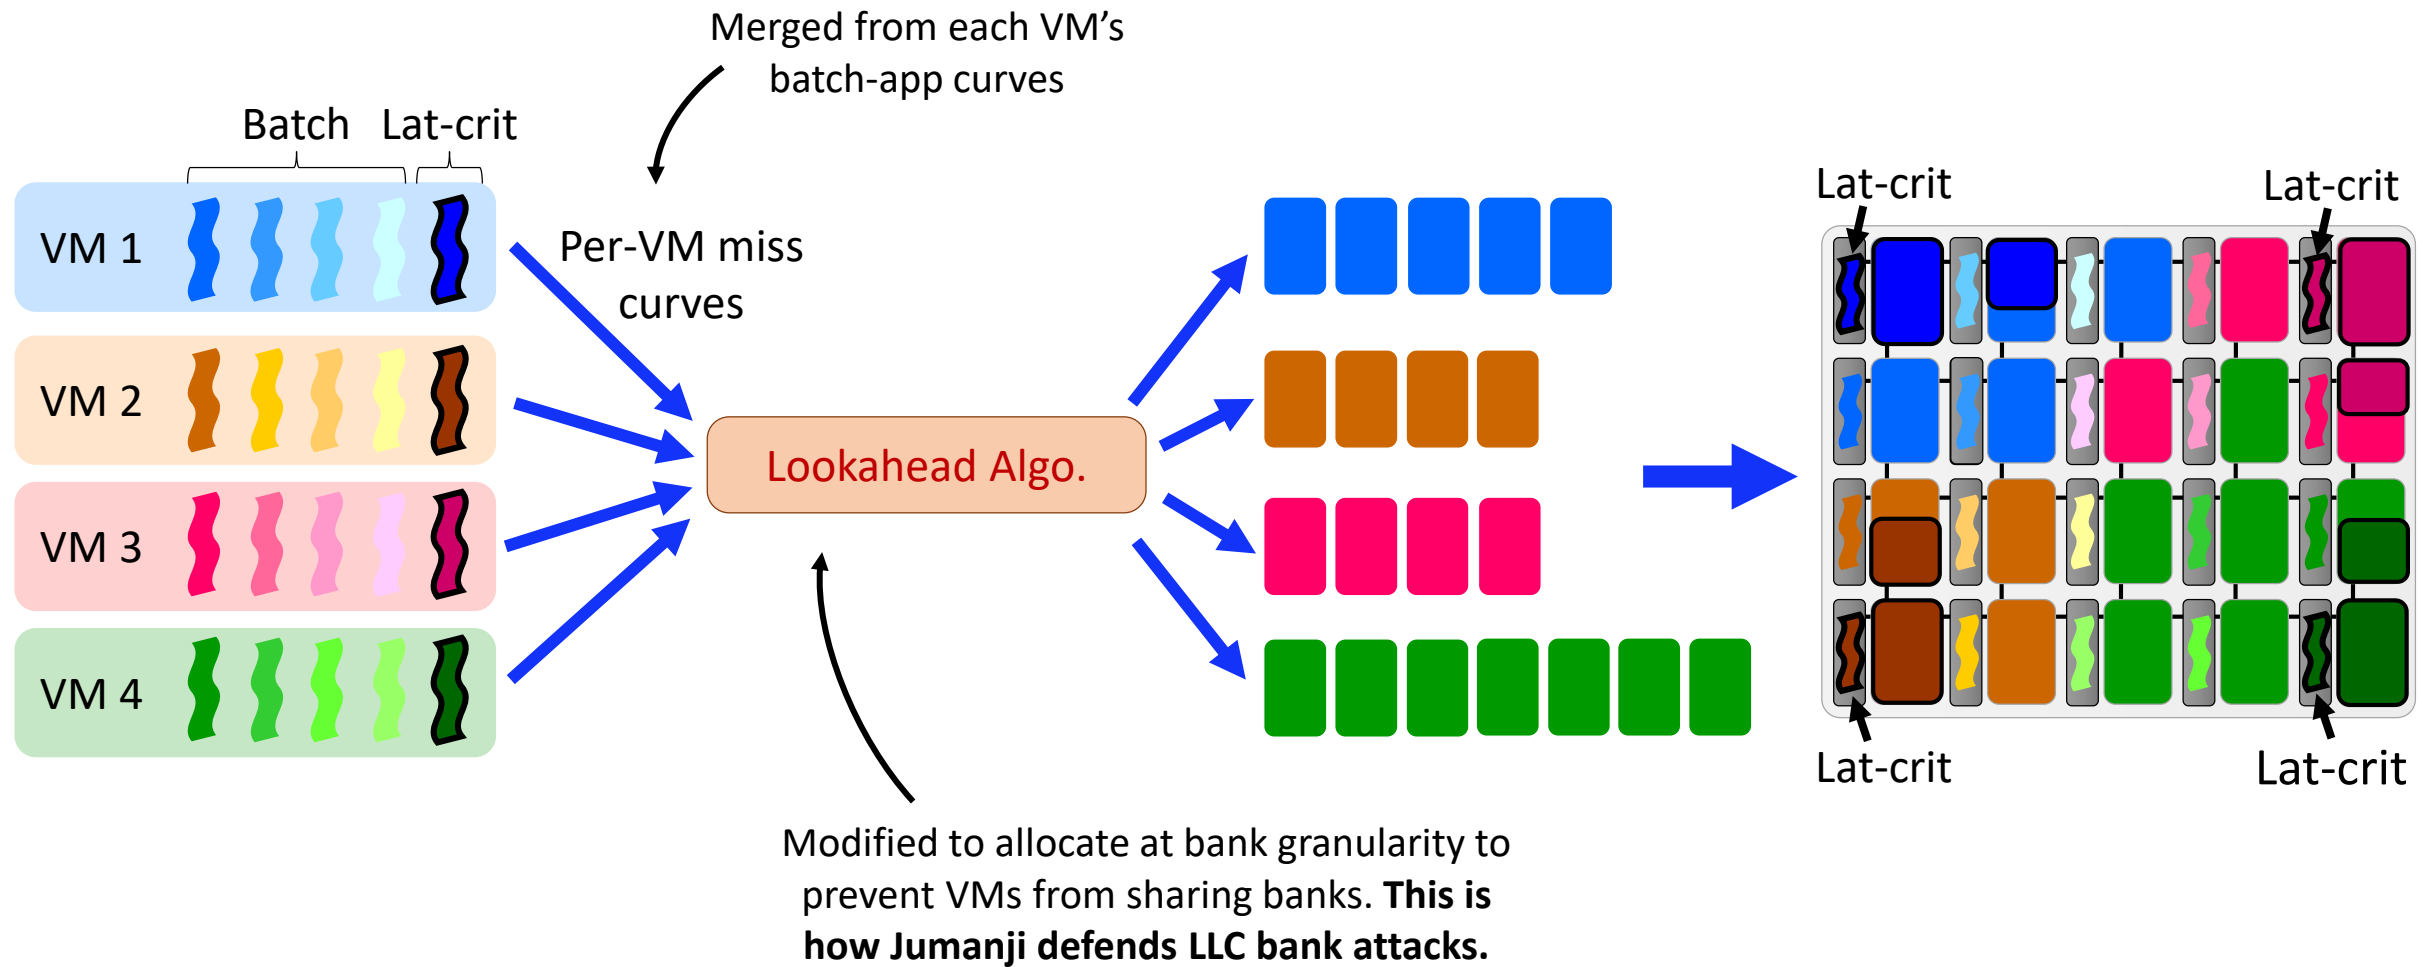 Merged from each VM’s
batch-app curves
Batch
Lat-crit
VM 1
VM 2
VM 3
VM 4
Per-VM miss
curves
Lookahead Algo.
Modified to allocate at bank granularity to
prevent VMs from sharing banks. This is
how Jumanji defends LLC bank attacks.
Lat-crit
Lat-crit
Lat-crit
Lat-crit